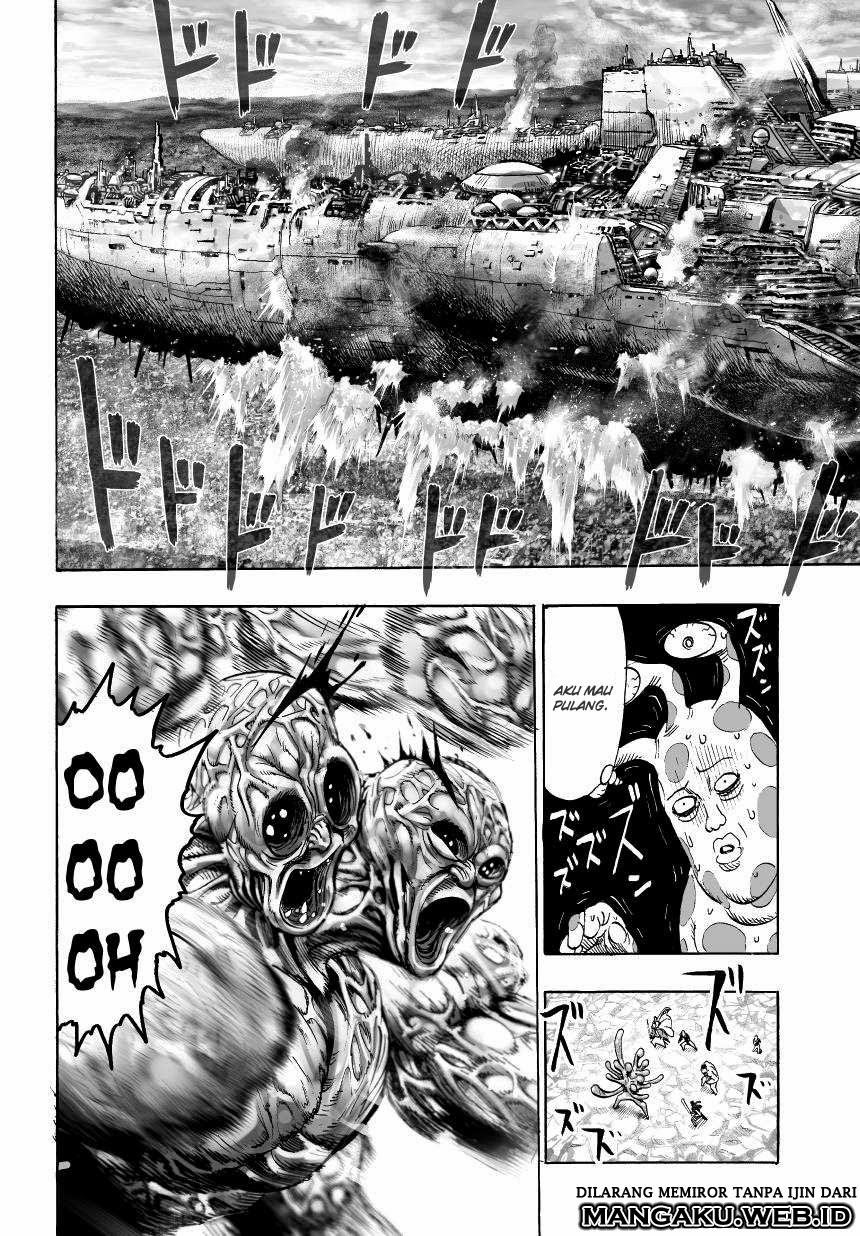 ドド ド ド
ド ド ド ド ド ド ド ド ド
ズズン
AKU MAU
PULANG.
ズズズズン
OO
OO
OH
ズ ズ
ズズ
DILARANG MEMIROR TANPA IJIN DARI
MANGAKU.WEB.ID